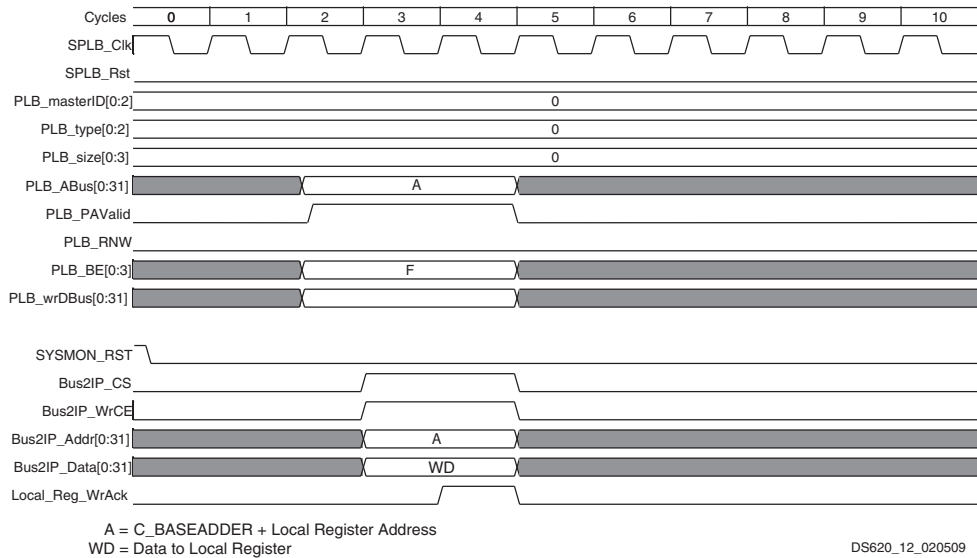 Cycles 0 1 2 3 4 5 6 7 8 9 10
SPLB_Clk
SPLB_Rst
PLB_masterID[0:2] 0
PLB_type[0:2] 0
PLB_size[0:3] 0
PLB_ABus[0:31] A
PLB_PAValid
PLB_RNW
PLB_BE[0:3] F
PLB_wrDBus[0:31]
SYSMON_RST
Bus2IP_CS
Bus2IP_WrCE
Bus2IP_Addr[0:31] A
Bus2IP_Data[0:31] WD
Local_Reg_WrAck
A = C_BASEADDER + Local Register Address
WD = Data to Local Register
DS620_12_020509